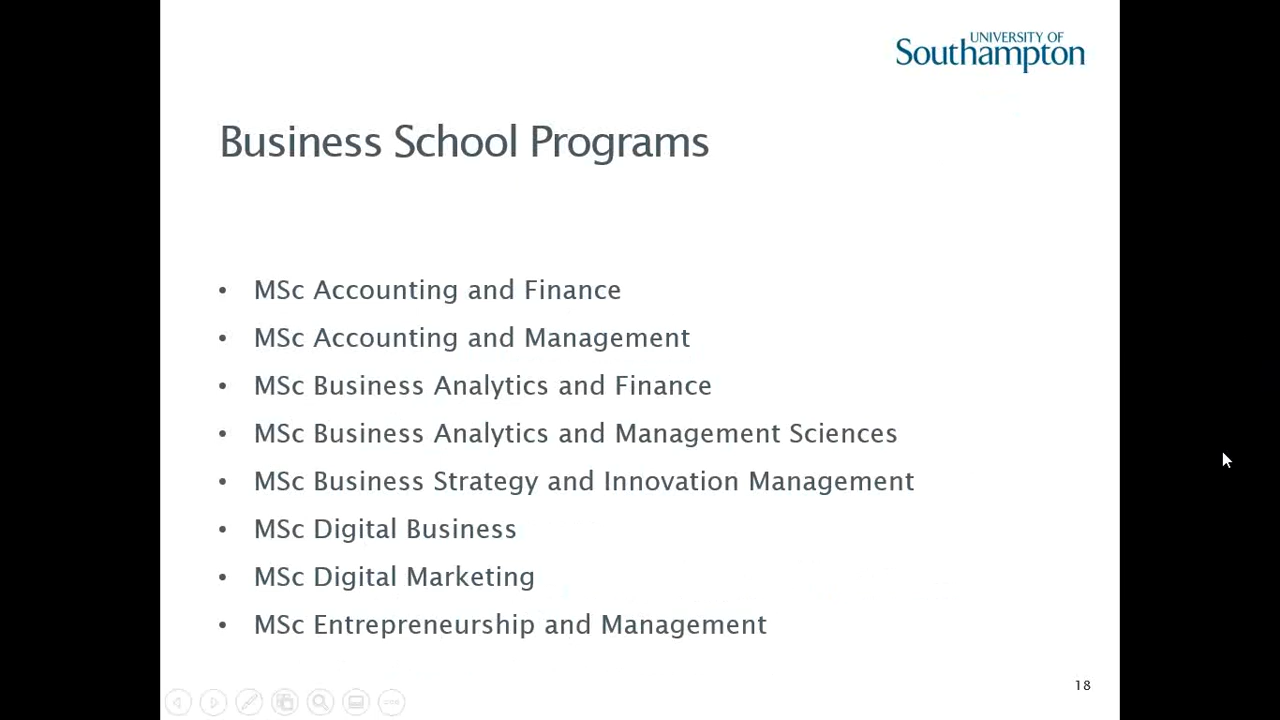 UNIVERSITY OF
Southampton
Business School Programs
• MSc Accounting and Finance
• MSc Accounting and Management
• MSc Business Analytics and Finance
• MSc Business Analytics and Management Sciences
• MSc Business Strategy and Innovation Management
• MSc Digital Business
• MSc Digital Marketing
• MSc Entrepreneurship and Management
18